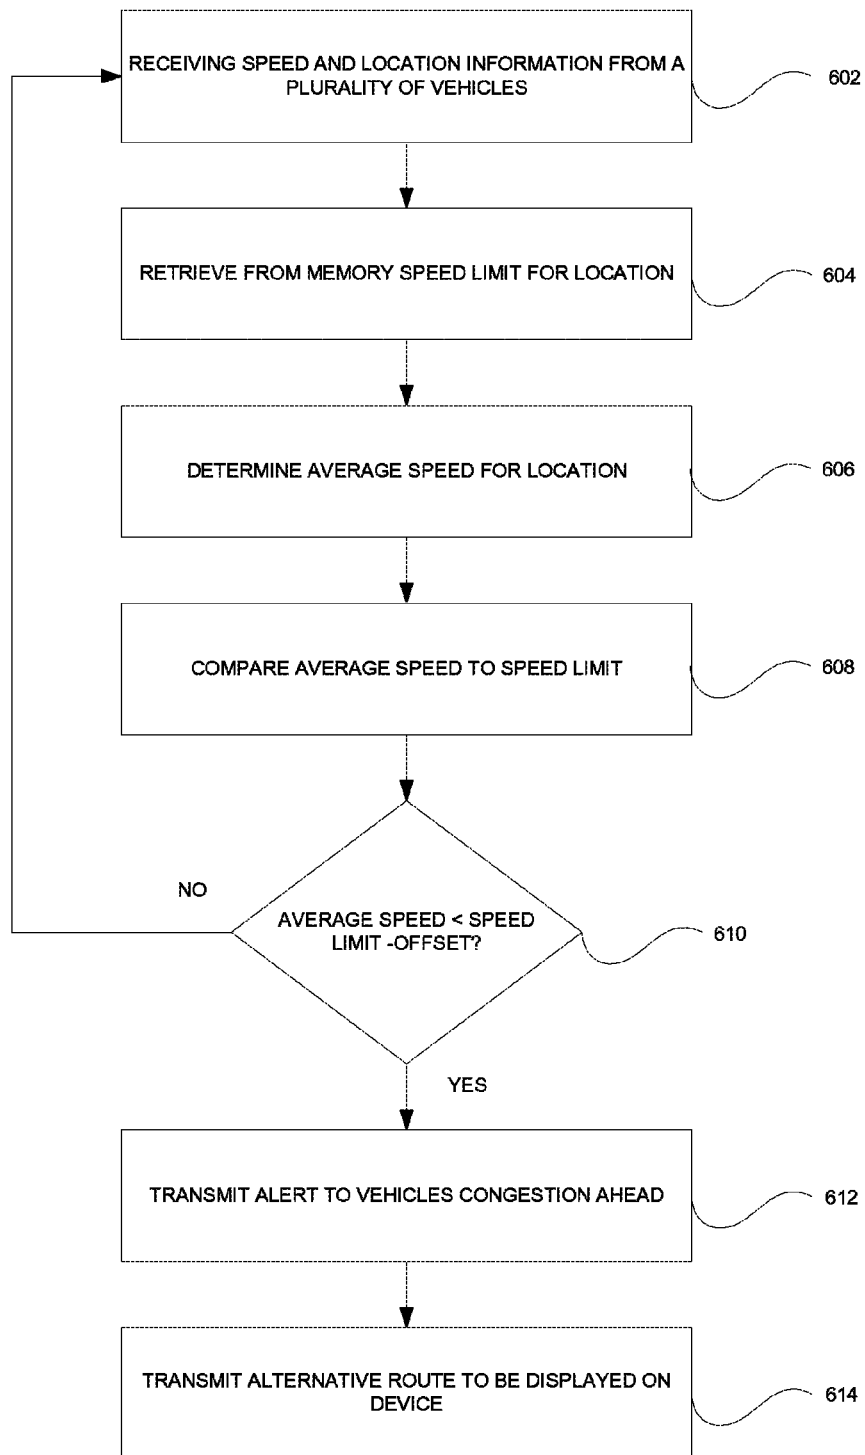 RECEIVING SPEED AND LOCATION INFORMATION FROM A
PLURALITY OF VEHICLES
602
RETRIEVE FROM MEMORY SPEED LIMIT FOR LOCATION
604
DETERMINE AVERAGE SPEED FOR LOCATION
606
COMPARE AVERAGE SPEED TO SPEED LIMIT
608
NO
AVERAGE SPEED < SPEED
LIMIT -OFFSET?
610
YES
TRANSMIT ALERT TO VEHICLES CONGESTION AHEAD
612
TRANSMIT ALTERNATIVE ROUTE TO BE DISPLAYED ON
DEVICE
614